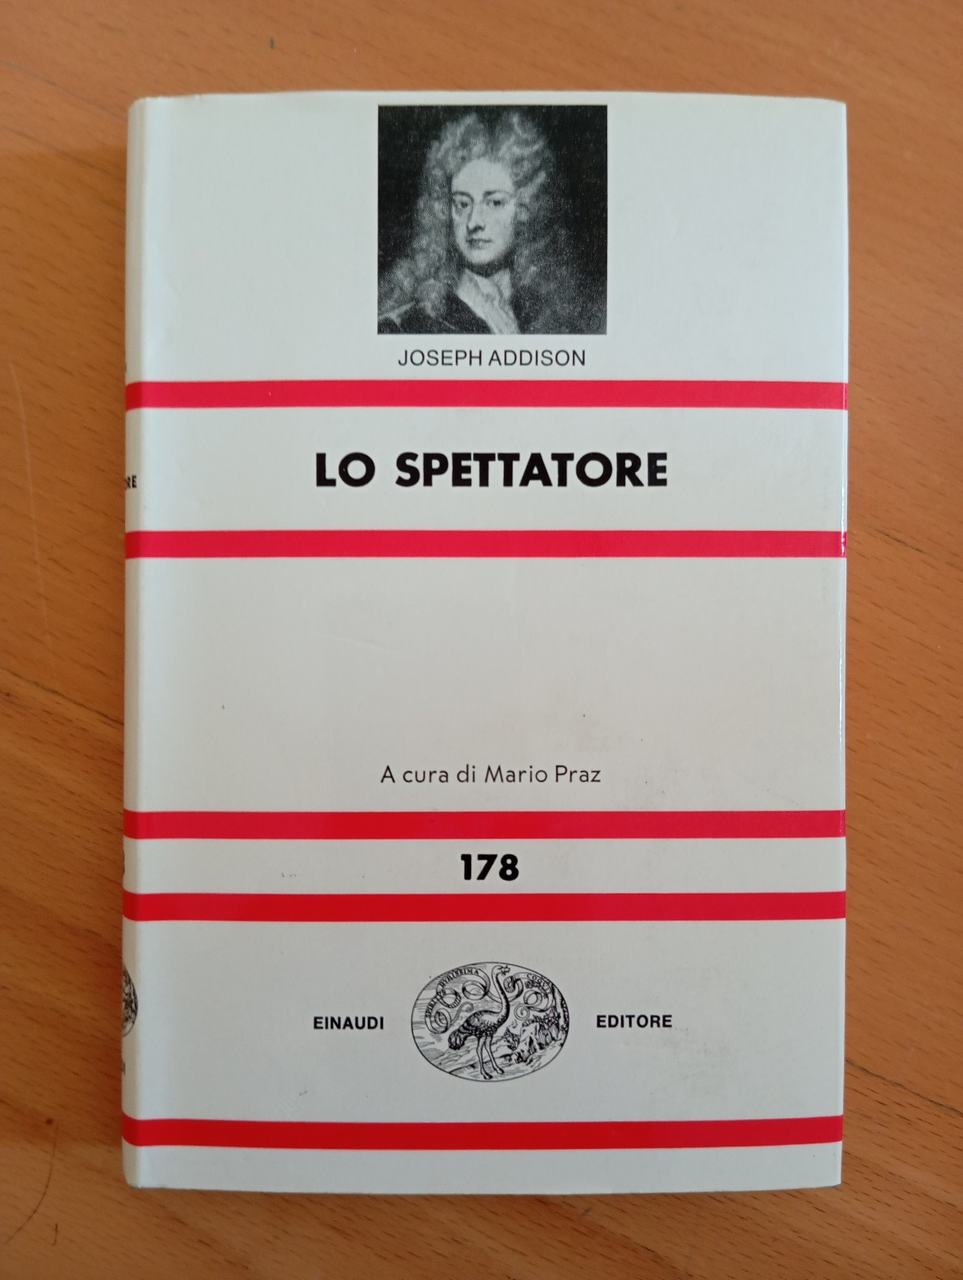 JOSEPH ADDISON
LO SPETTATORE
A cura di Mario Praz
178
EINAUDI
EDITORE